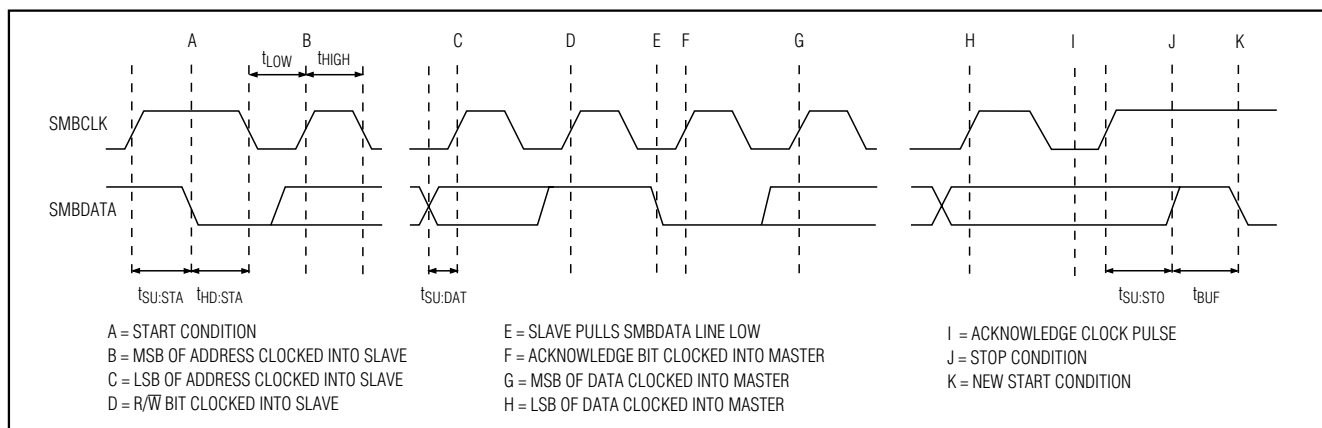 A B C D E F G H I J K
tLOW tHIGH
SMBCLK
SMBDATA
tSU:STA tHD:STA tSU:DAT tSU:STO tBUF
A = START CONDITION
B = MSB OF ADDRESS CLOCKED INTO SLAVE
C = LSB OF ADDRESS CLOCKED INTO SLAVE
D = R/W̅ BIT CLOCKED INTO SLAVE
E = SLAVE PULLS SMBDATA LINE LOW
F = ACKNOWLEDGE BIT CLOCKED INTO MASTER
G = MSB OF DATA CLOCKED INTO MASTER
H = LSB OF DATA CLOCKED INTO MASTER
I = ACKNOWLEDGE CLOCK PULSE
J = STOP CONDITION
K = NEW START CONDITION